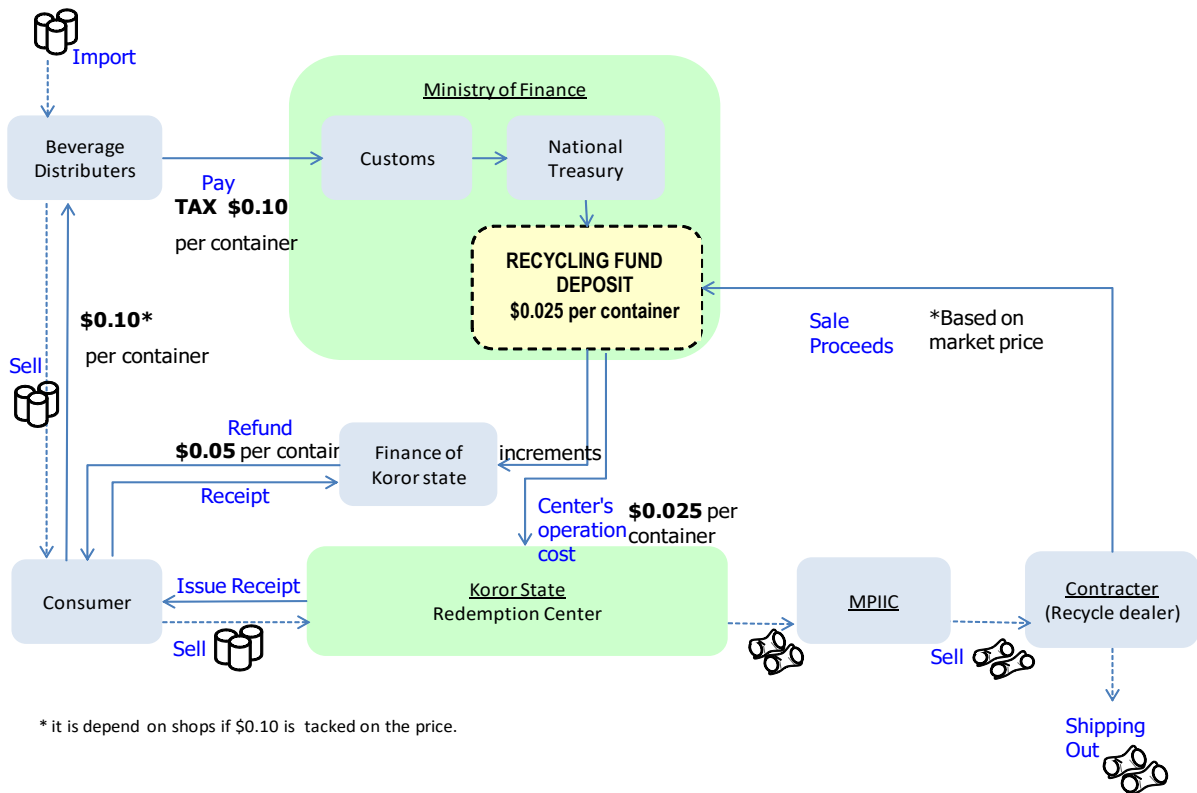 Import
Ministry of Finance
Beverage
Distributers
Customs
National
Treasury
Pay
TAX $0.10
per container
RECYCLING FUND
DEPOSIT
$0.025 per container
$0.10*
per container
Sale
Proceeds
*Based on
market price
Sell
Refund
$0.05 per contain
Finance of
Koror state
increments
Receipt
Center's
operation
cost
$0.025 per
container
Consumer
Issue Receipt
Sell
Koror State
Redemption Center
MPIIC
Sell
Contracter
(Recycle dealer)
* it is depend on shops if $0.10 is tacked on the price.
Shipping
Out